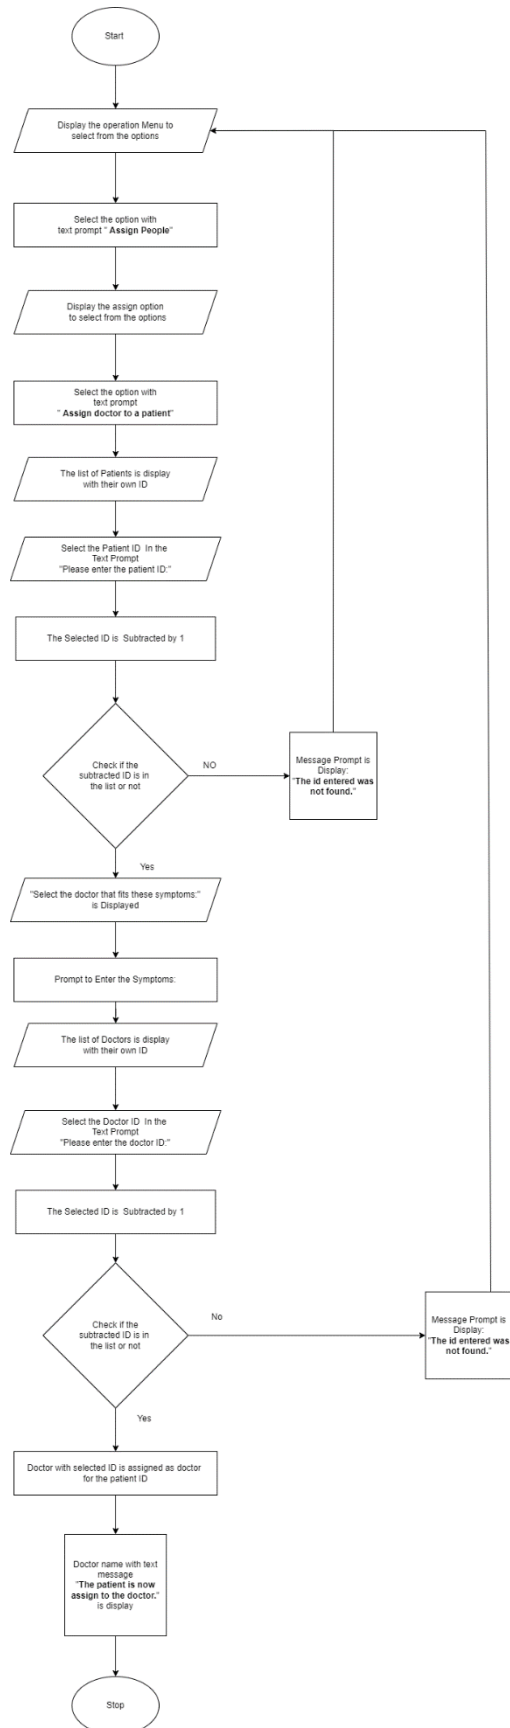 Start
Display the operation Menu to
select from the options
Select the option with
text prompt " Assign People"
Display the assign option
to select from the options
Select the option with
text prompt
" Assign doctor to a patient"
The list of Patients is display
with their own ID
Select the Patient ID In the
Text Prompt
"Please enter the patient ID:"
The Selected ID is Subtracted by 1
Check if the
subtracted ID is in
the list or not
NO
Message Prompt is
Display:
"The id entered was
not found."
Yes
"Select the doctor that fits these symptoms:"
is Displayed
Prompt to Enter the Symptoms:
The list of Doctors is display
with their own ID
Select the Doctor ID In the
Text Prompt
"Please enter the doctor ID:"
The Selected ID is Subtracted by 1
Check if the
subtracted ID is in
the list or not
No
Message Prompt is
Display:
"The id entered was
not found."
Yes
Doctor with selected ID is assigned as doctor
for the patient ID
Doctor name with text
message
"The patient is now
assign to the doctor."
is display
Stop